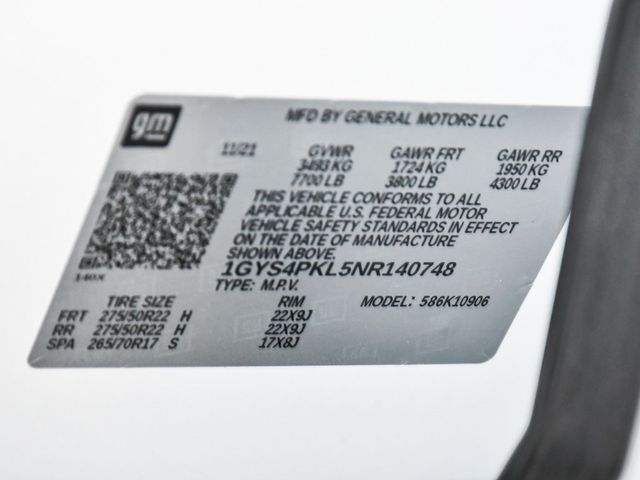 gm
MFD BY GENERAL MOTORS LLC
11/21 GVWR GAWR FRT GAWR RR
3493 KG 1724 KG 1950 KG
7700 LB 3800 LB 4300 LB
THIS VEHICLE CONFORMS TO ALL
APPLICABLE U.S. FEDERAL MOTOR
VEHICLE SAFETY STANDARDS IN EFFECT
ON THE DATE OF MANUFACTURE
SHOWN ABOVE.
1GYS4PKL5NR140748
TYPE: M.P.V.
TIRE SIZE RIM MODEL: 586K10906
FRT 275/50R22 H 22X9J
RR 275/50R22 H 22X9J
SPA 265/70R17 S 17X8J